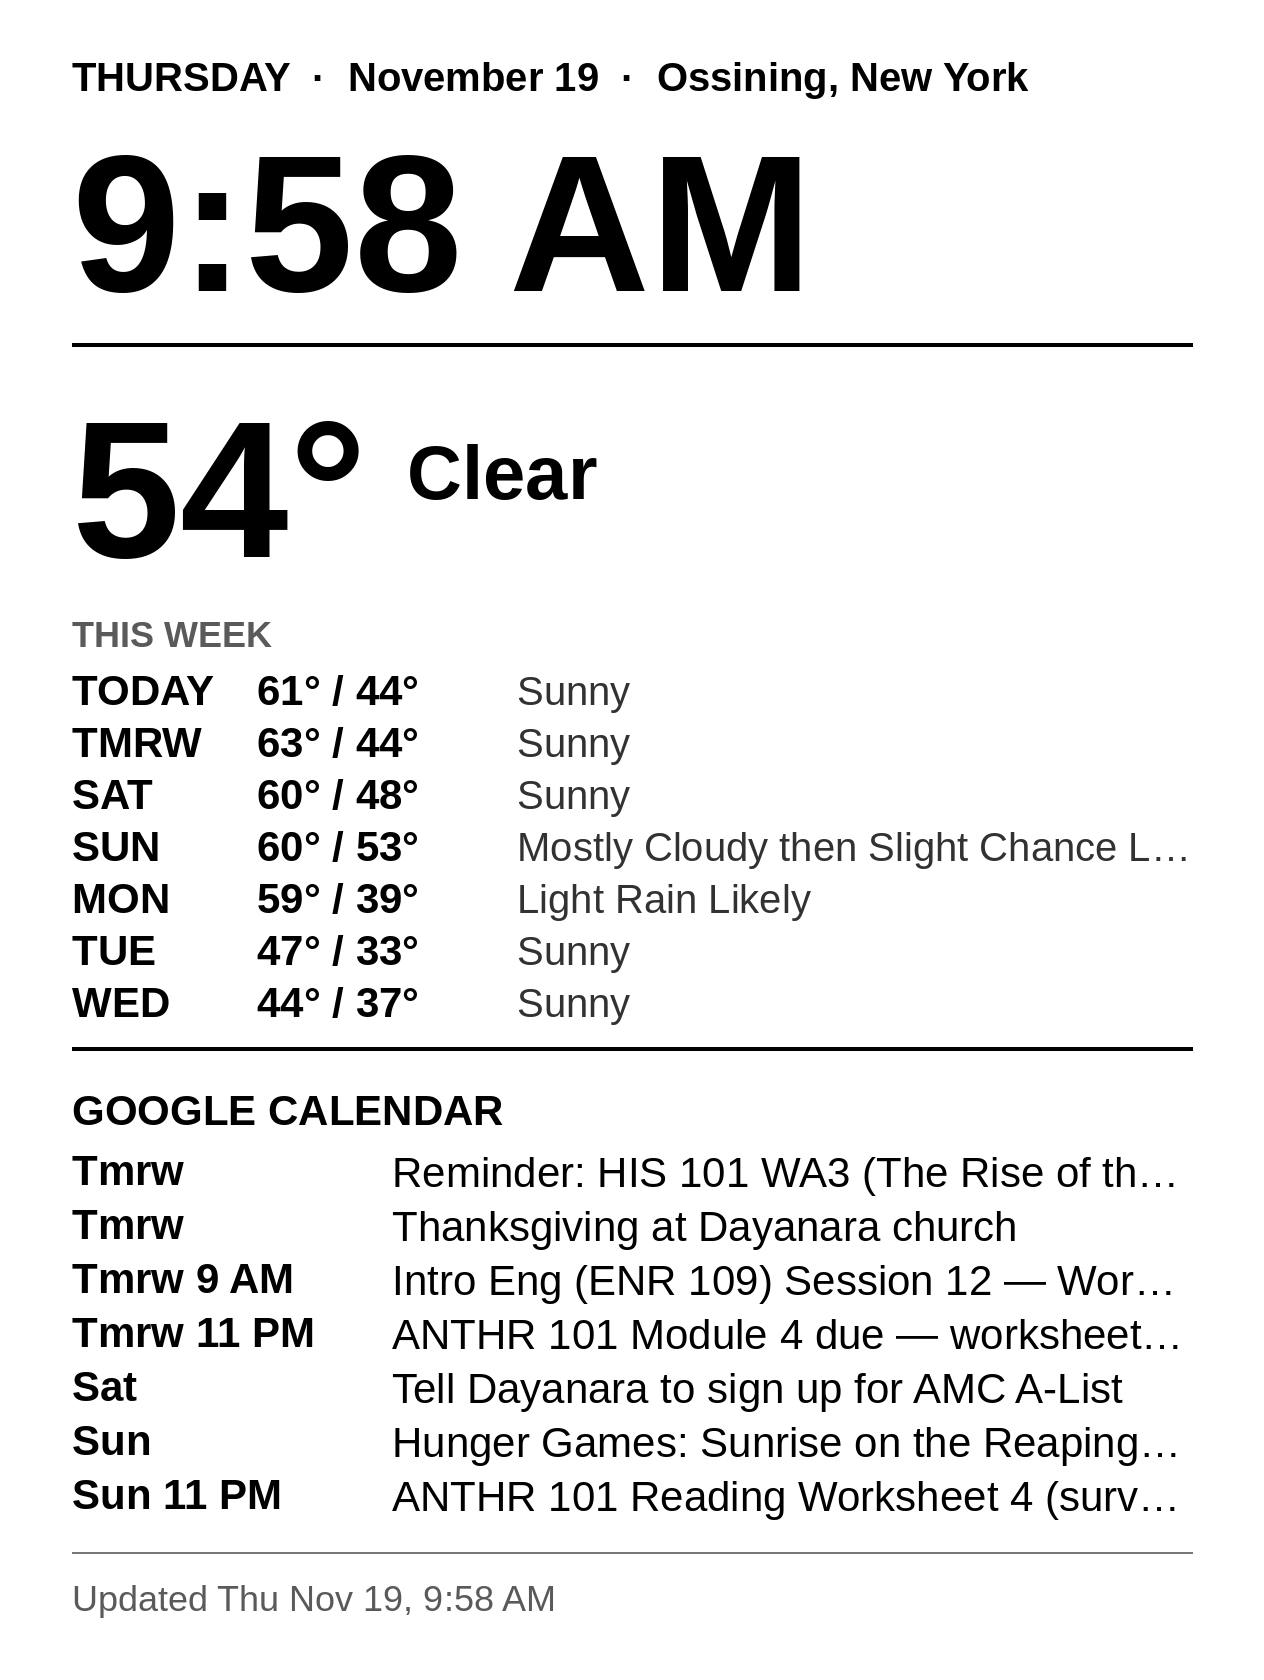 THURSDAY · November 19 · Ossining, New York
9:58 AM
54° Clear
THIS WEEK
TODAY 61° / 44° Sunny
TMRW 63° / 44° Sunny
SAT 60° / 48° Sunny
SUN 60° / 53° Mostly Cloudy then Slight Chance L…
MON 59° / 39° Light Rain Likely
TUE 47° / 33° Sunny
WED 44° / 37° Sunny
GOOGLE CALENDAR
Tmrw Reminder: HIS 101 WA3 (The Rise of th…
Tmrw Thanksgiving at Dayanara church
Tmrw 9 AM Intro Eng (ENR 109) Session 12 — Wor…
Tmrw 11 PM ANTHR 101 Module 4 due — worksheet…
Sat Tell Dayanara to sign up for AMC A-List
Sun Hunger Games: Sunrise on the Reaping…
Sun 11 PM ANTHR 101 Reading Worksheet 4 (surv…
Updated Thu Nov 19, 9:58 AM